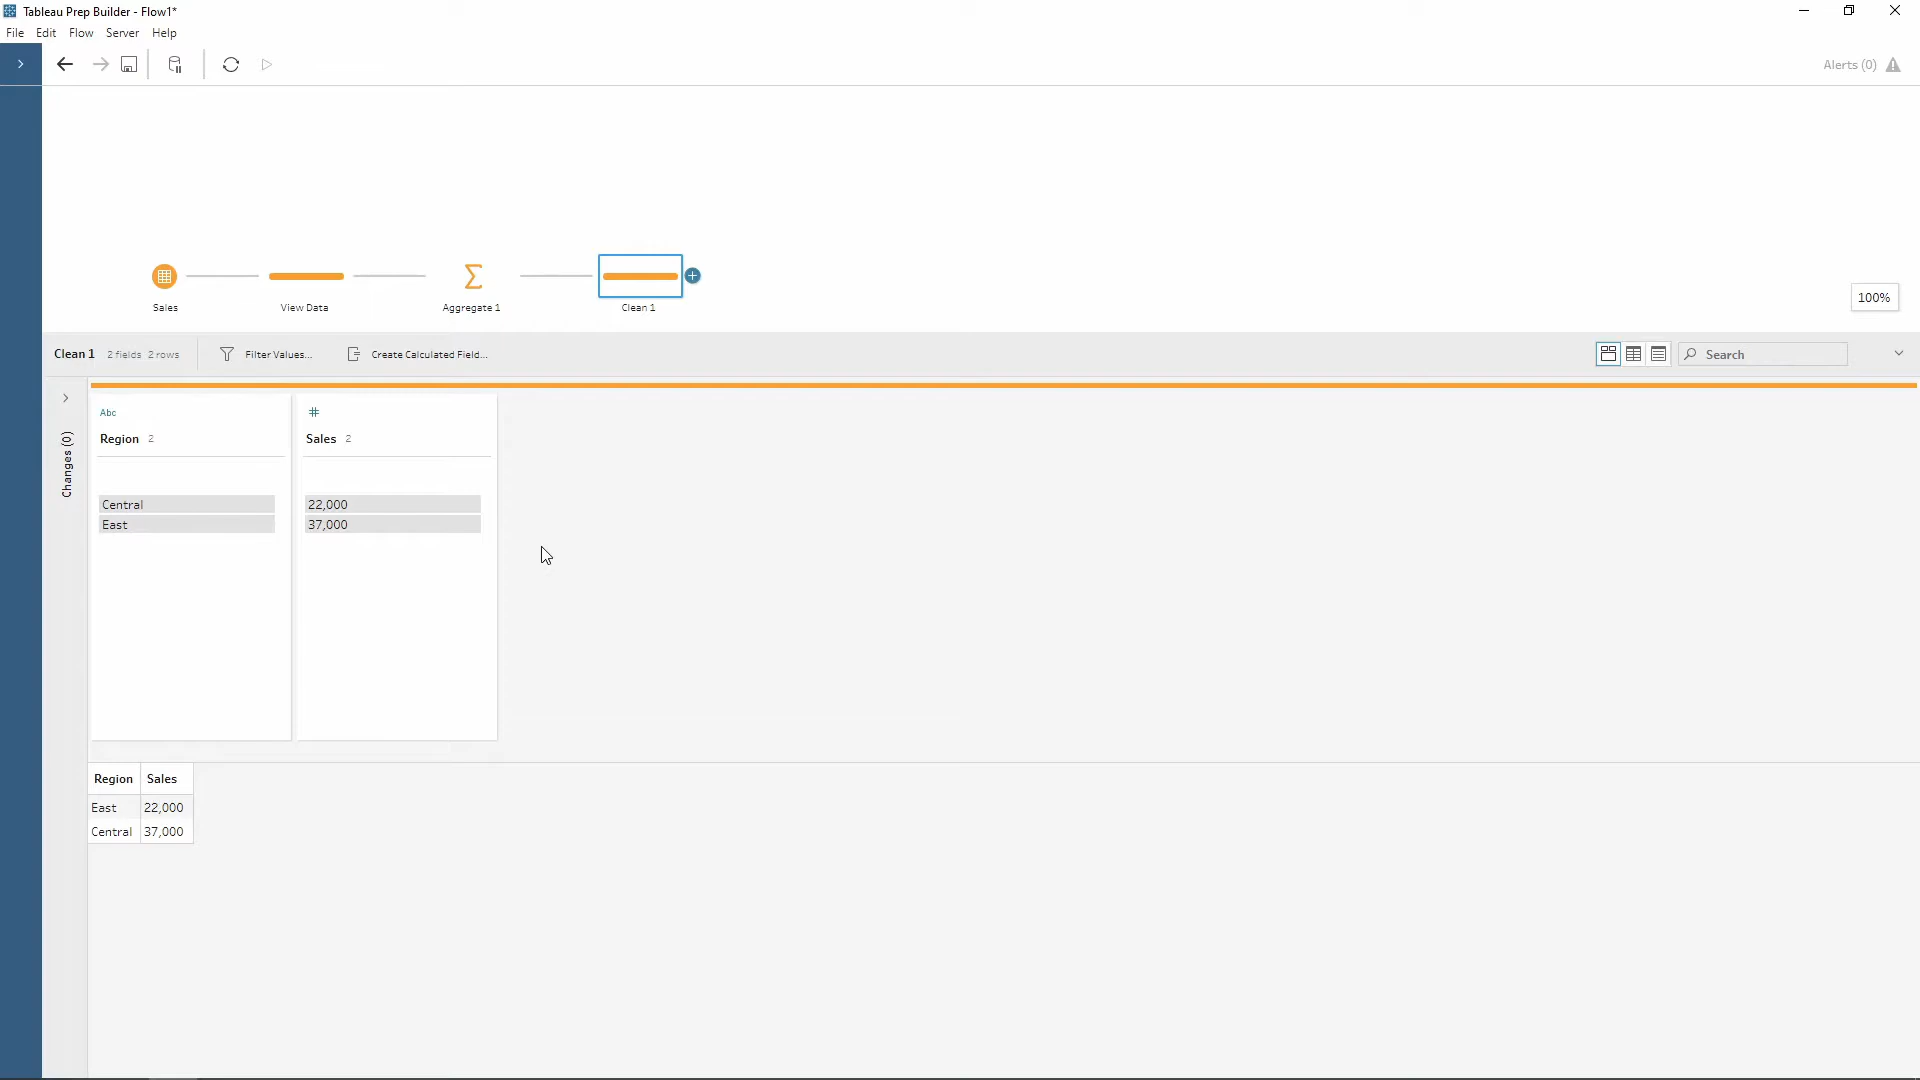 Tableau Prep Builder - Flow1*
File Edit Flow Server Help
Alerts (0)
Sales
View Data
Aggregate 1
Clean 1
100%
Clean 1 2 fields 2 rows Filter Values... Create Calculated Field... Search
Changes (0)
Abc #
Region 2 Sales 2
Central 22,000
East 37,000
Region Sales
East 22,000
Central 37,000